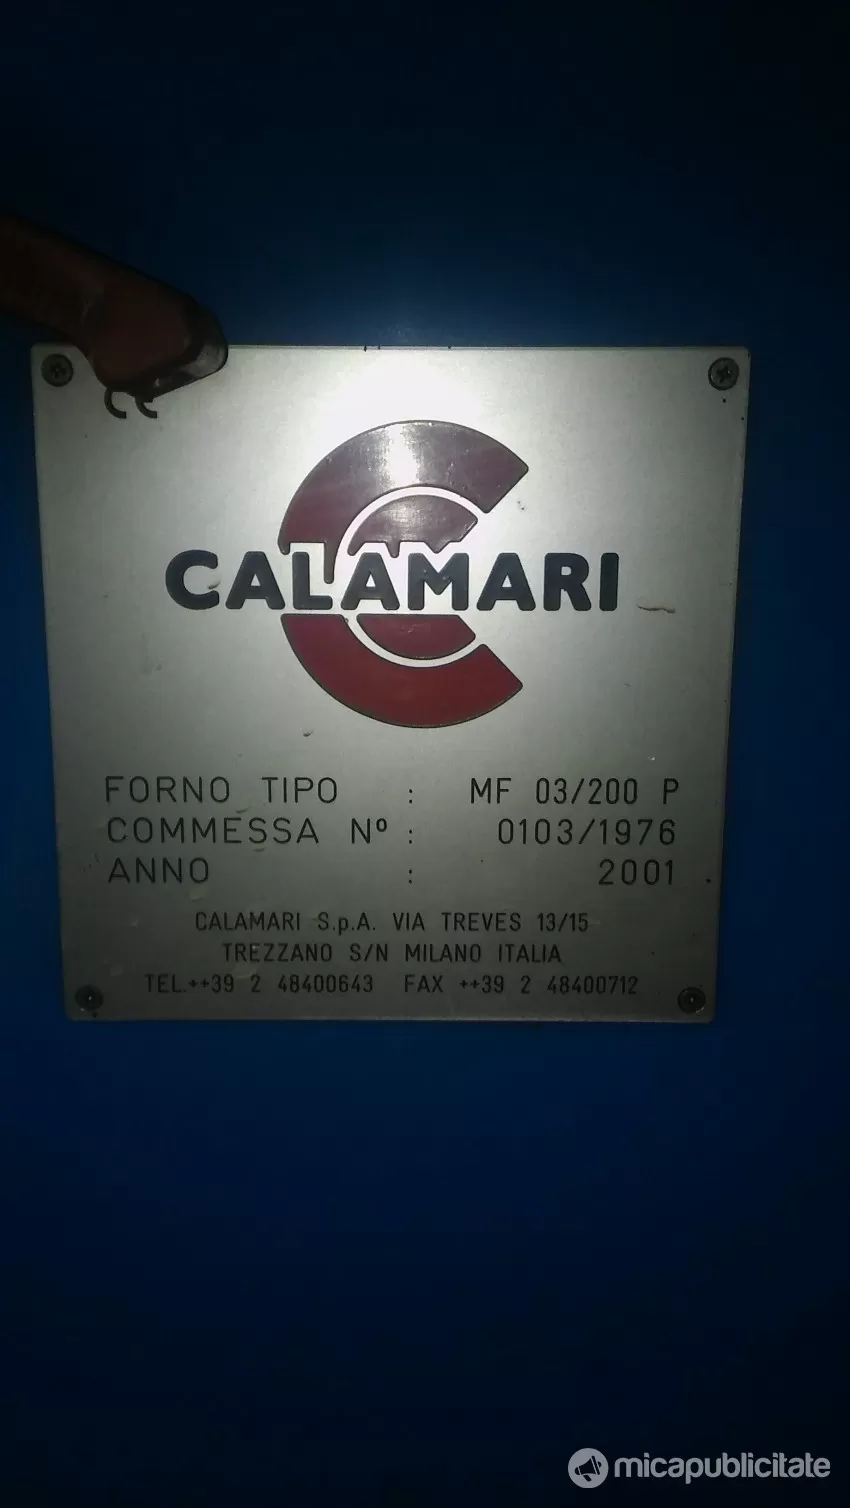 CALAMARI
FORNO TIPO : MF 03/200 P
COMMESSA Nº : 0103/1976
ANNO : 2001
CALAMARI S.p.A. VIA TREVES 13/15
TREZZANO S/N MILANO ITALIA
TEL.++39 2 48400643 FAX ++39 2 48400712
micapublicitate